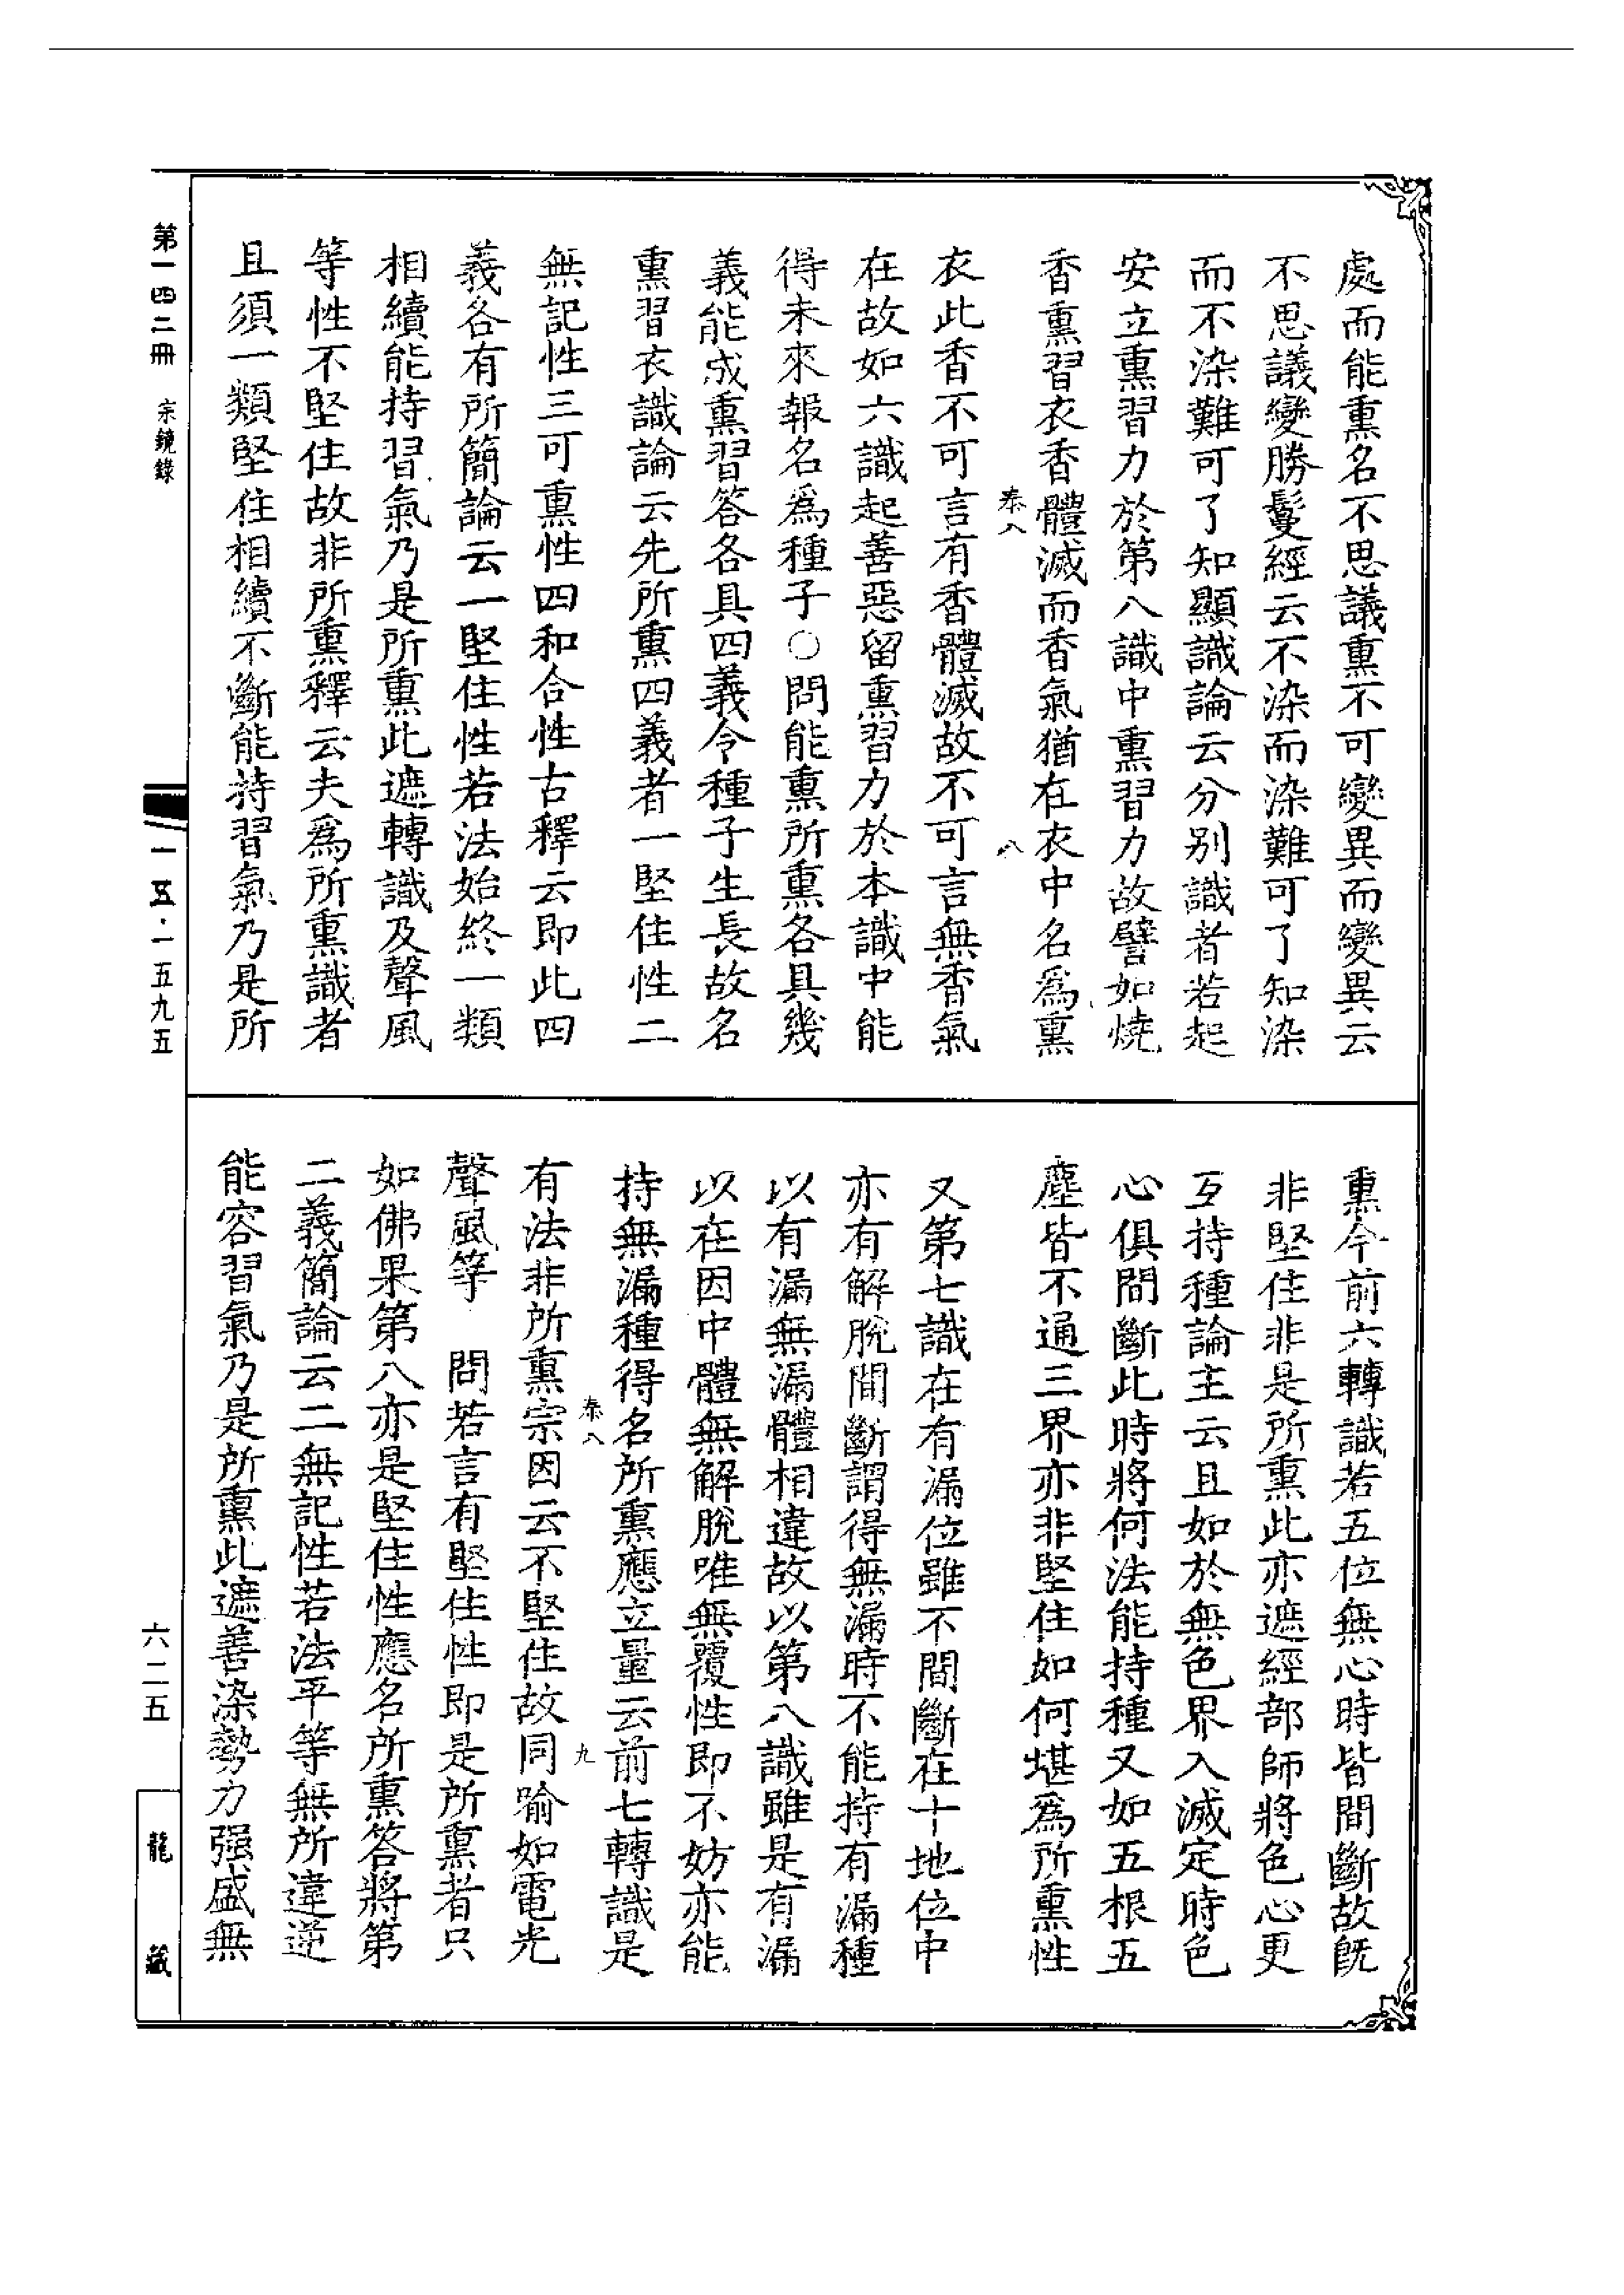 處而能熏名不思議熏不可變異而變異云
不思議變勝鬘經云不染而染難可了知染
而不染難可了知顯識論云分别識者若起
安立熏習力於第八識中熏習力故譬如燒
香熏習衣香體滅而香氣猶在衣中名爲熏
秦八
八
衣此香不可言有香體滅故不可言無香氣
在故如六識起善惡留熏習力於本識中能
得未來報名爲種子○問能熏所熏各具幾
義能成熏習答各具四義令種子生長故名
熏習衣識論云先所熏四義者一堅住性二
無記性三可熏性四和合性古釋云即此四
義各有所簡論云一堅住性若法始終一類
相續能持習氣乃是所熏此遮轉識及聲風
等性不堅住故非所熏釋云夫爲所熏識者
且須一類堅住相續不斷能持習氣乃是所
熏今前六轉識若五位無心時皆間斷故旣
非堅住非是所熏此亦遮經部師將色心更
互持種論主云且如於無色界入滅定時色
心俱間斷此時將何法能持種又如五根五
塵皆不通三界亦非堅住如何堪爲所熏性
又第七識在有漏位雖不間斷在十地位中
亦有解脫間斷謂得無漏時不能持有漏種
以有漏無漏體相違故以第八識雖是有漏
以在因中體無解脫唯無覆性即不妨亦能
持無漏種得名所熏應立量云前七轉識是
秦八
九
有法非所熏宗因云不堅住故同喻如電光
聲風等 問若言有堅住性即是所熏者只
如佛果第八亦是堅住性應名所熏答將第
二義簡論云二無記性若法平等無所違逆
能容習氣乃是所熏此遮善染勢力强盛無
第一四二冊 宗鏡錄
一五·一五九五
六二五
龍藏